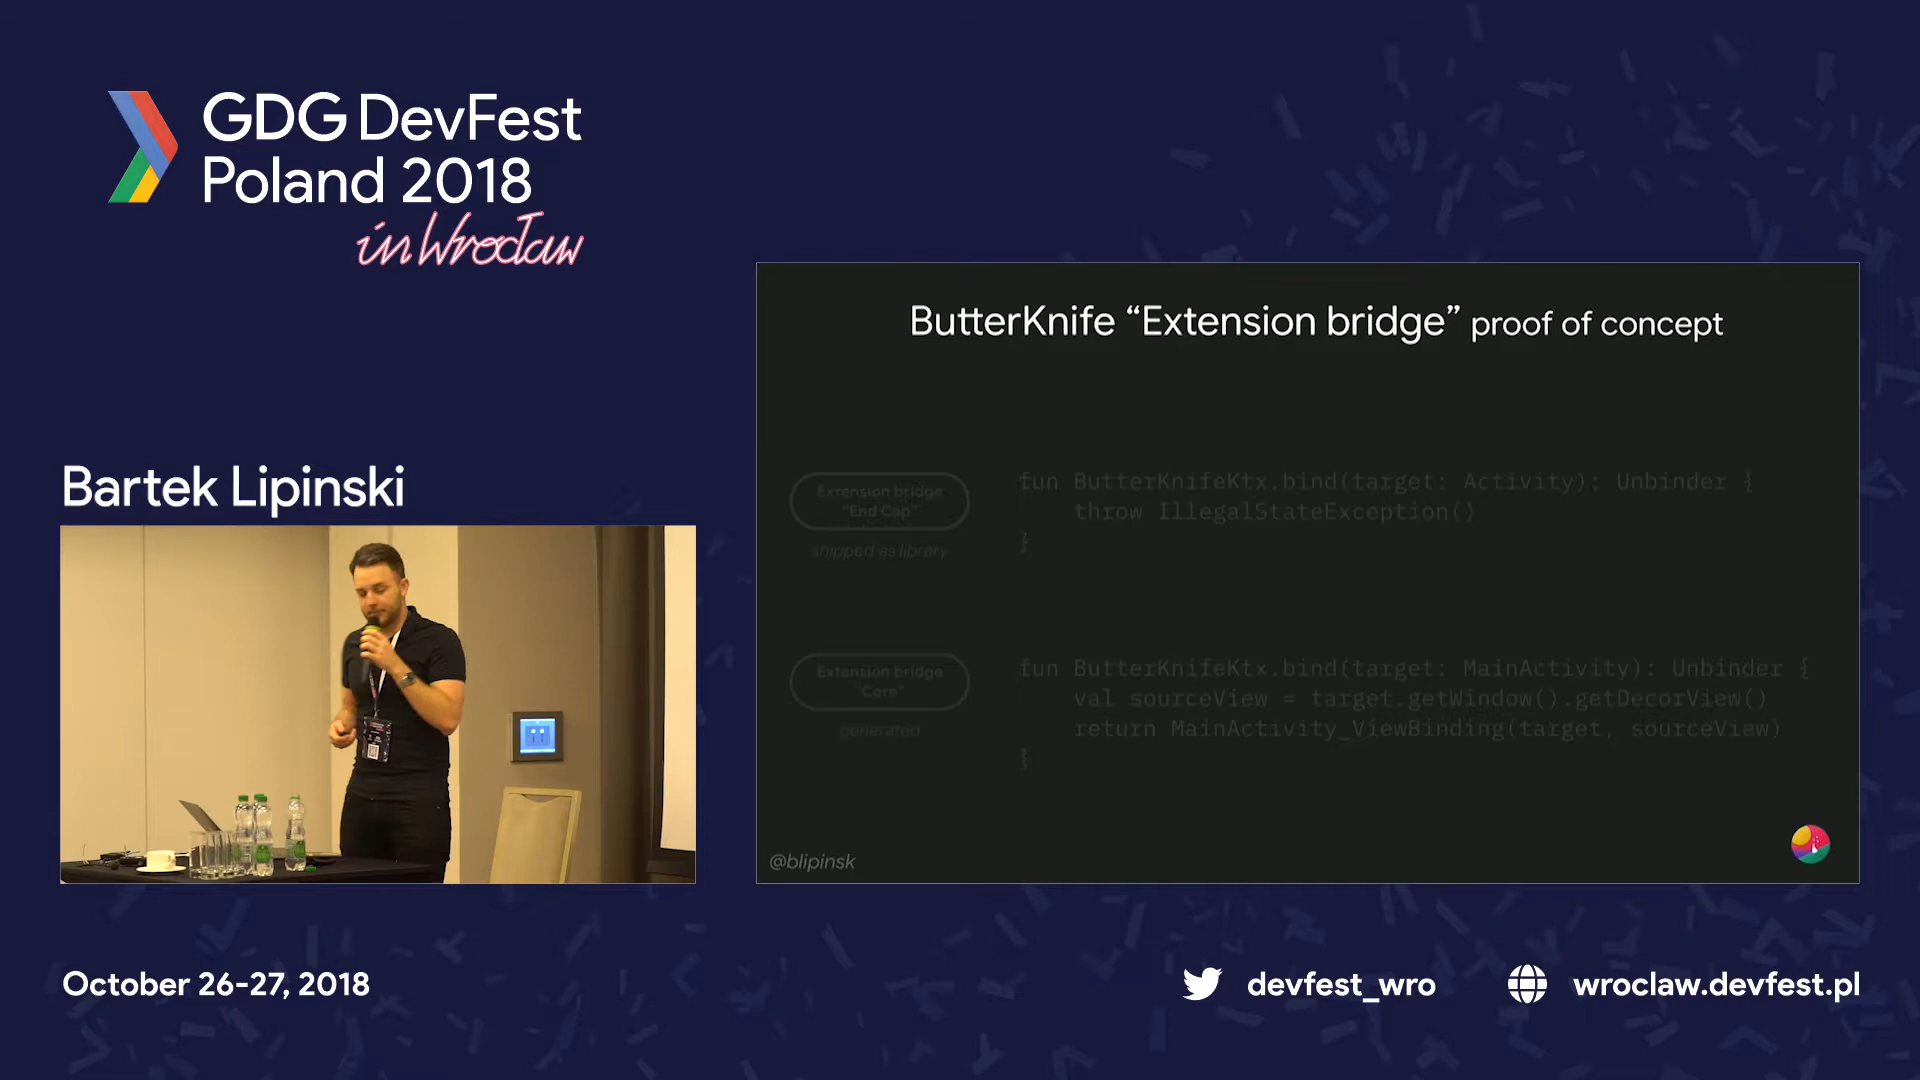 GDG DevFest
Poland 2018
in Wrocław
Bartek Lipinski
ButterKnife “Extension bridge” proof of concept
Extension bridge
“End Cap”
shipped as library
fun ButterKnifeKtx.bind(target: Activity): Unbinder {
throw IllegalStateException()
}
Extension bridge
“Core”
generated
fun ButterKnifeKtx.bind(target: MainActivity): Unbinder {
val sourceView = target.getWindow().getDecorView()
return MainActivity_ViewBinding(target, sourceView)
}
@blipinsk
October 26-27, 2018
devfest_wro
wroclaw.devfest.pl